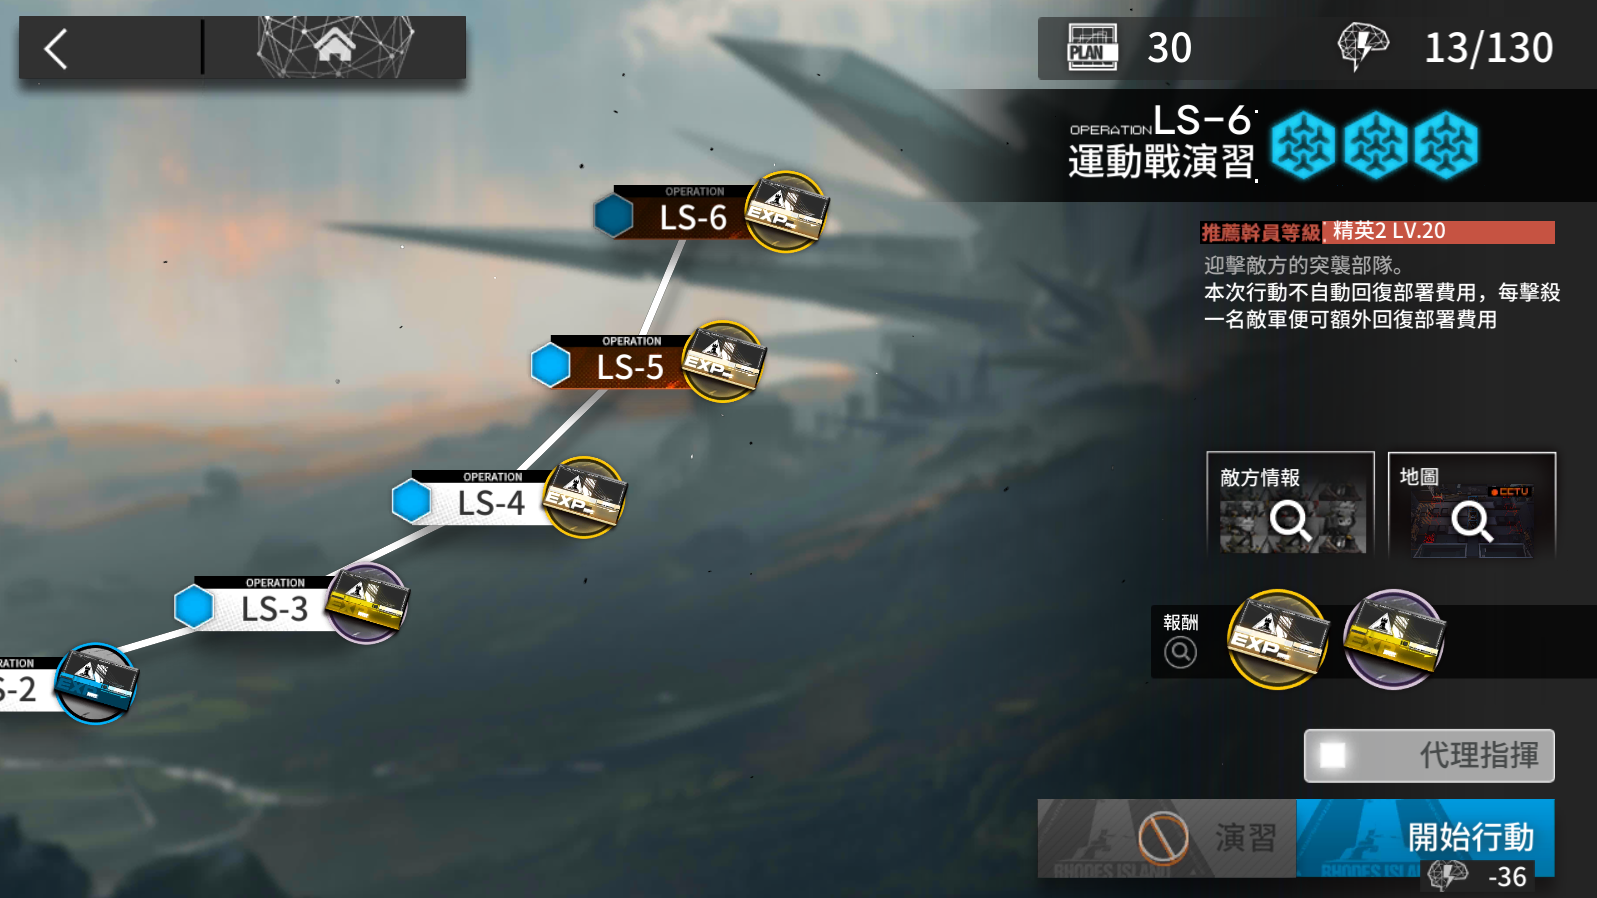 PLAN
30
13/130
OPERATION LS-6
運動戰演習
推薦幹員等級: 精英2 LV.20
迎擊敵方的突襲部隊。
本次行動不自動回復部署費用，每擊殺
一名敵軍便可額外回復部署費用
OPERATION
LS-6
EXP
OPERATION
LS-5
EXP
OPERATION
LS-4
EXP
OPERATION
LS-3
RATION
S-2
敵方情報
地圖
CCTV
報酬
EXP
代理指揮
演習
RHODES ISLAND
開始行動
RHODES ISLA
-36